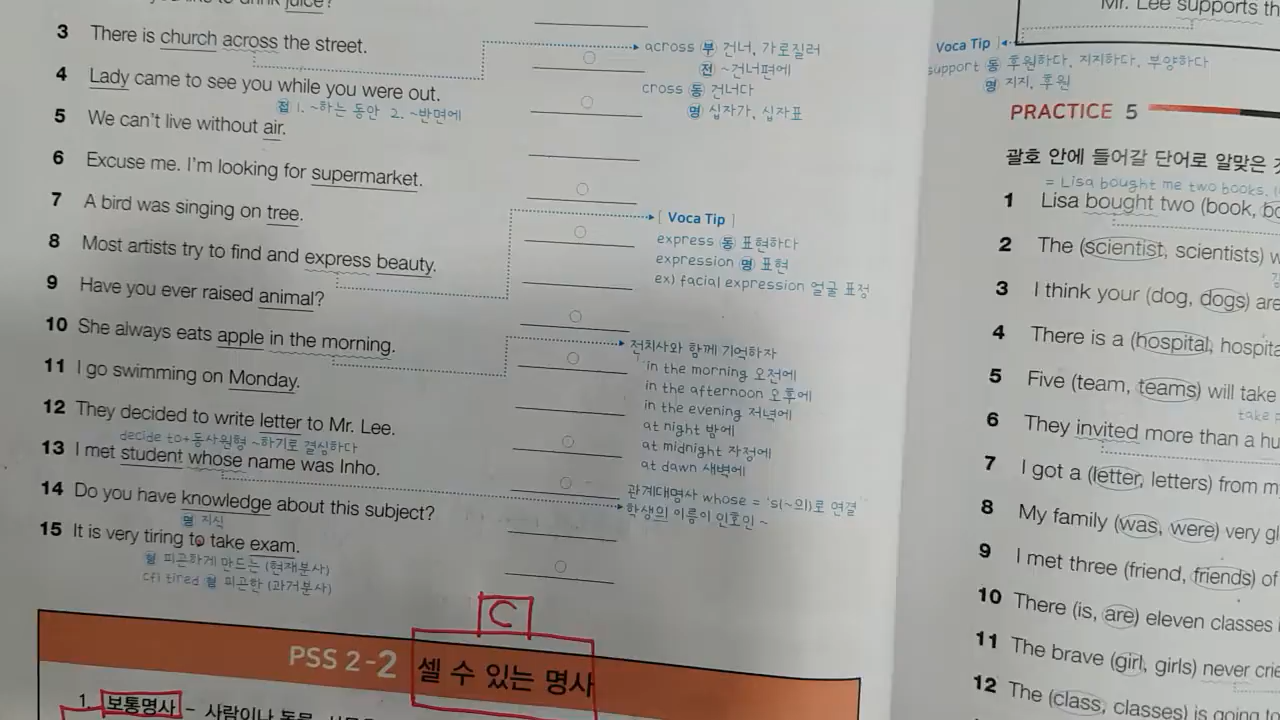 juice?
3 There is church across the street.
across 부 건너, 가로질러
전 ~건너편에
4 Lady came to see you while you were out.
cross 동 건너다
명 십자가, 십자표
접 1. ~하는 동안 2. ~반면에
5 We can't live without air.
6 Excuse me. I'm looking for supermarket.
7 A bird was singing on tree.
[ Voca Tip ]
express 동 표현하다
expression 명 표현
ex) facial expression 얼굴 표정
8 Most artists try to find and express beauty.
9 Have you ever raised animal?
10 She always eats apple in the morning.
전치사와 함께 기억하자
in the morning 오전에
in the afternoon 오후에
in the evening 저녁에
at night 밤에
at midnight 자정에
at dawn 새벽에
11 I go swimming on Monday.
12 They decided to write letter to Mr. Lee.
decide to+동사원형 ~하기로 결심하다
13 I met student whose name was Inho.
관계대명사 whose = 's(~의)로 연결
학생의 이름이 인호인 ~
14 Do you have knowledge about this subject?
명 지식
15 It is very tiring to take exam.
형 피곤하게 만드는 (현재분사)
cf) tired 형 피곤한 (과거분사)
C
PSS 2-2 셀 수 있는 명사
1. 보통명사 -
Mr. Lee supports
Voca Tip
support 동 후원하다, 지지하다, 부양하다
명 지지, 후원
PRACTICE 5
괄호 안에 들어갈 단어로 알맞은
= Lisa bought me two books.
1 Lisa bought two (book,
2 The (scientist, scientists)
3 I think your (dog, dogs) are
4 There is a (hospital,
5 Five (team, teams) will take
take
6 They invited more than a
7 I got a (letter, letters) from
8 My family (was, were) very
9 I met three (friend, friends) of
10 There (is, are) eleven classes
11 The brave (girl, girls) never
12 The (class, classes) is going